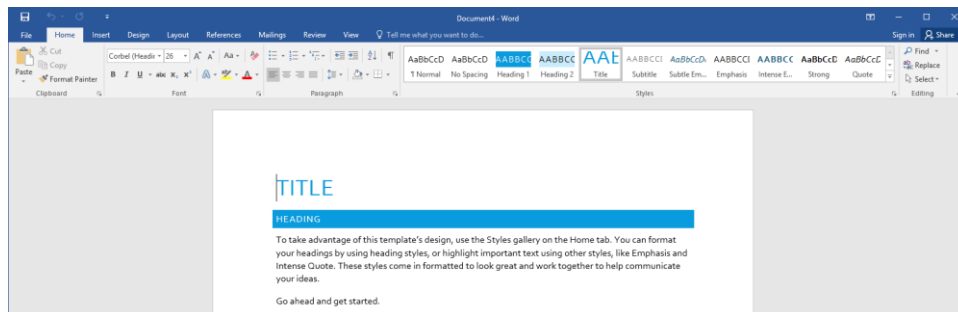 Document4 - Word
File Home Insert Design Layout References Mailings Review View Tell me what you want to do... Sign in Share
Paste
Cut
Copy
Format Painter
Clipboard
Corbel (Headin 26 A A Aa
B I U abc X₂ X² A A
Font
Paragraph
AaBbCcD AaBbCcD AABBCC AABBCC AAE AABBCCI AaBbCcD AABBCCI AABBCC AaBbCcD AaBbCcD
¶ Normal No Spacing Heading 1 Heading 2 Title Subtitle Subtle Em... Emphasis Intense E... Strong Quote
Styles
Find
Replace
Select
Editing
TITLE
HEADING
To take advantage of this template's design, use the Styles gallery on the Home tab. You can format
your headings by using heading styles, or highlight important text using other styles, like Emphasis and
Intense Quote. These styles come in formatted to look great and work together to help communicate
your ideas.
Go ahead and get started.